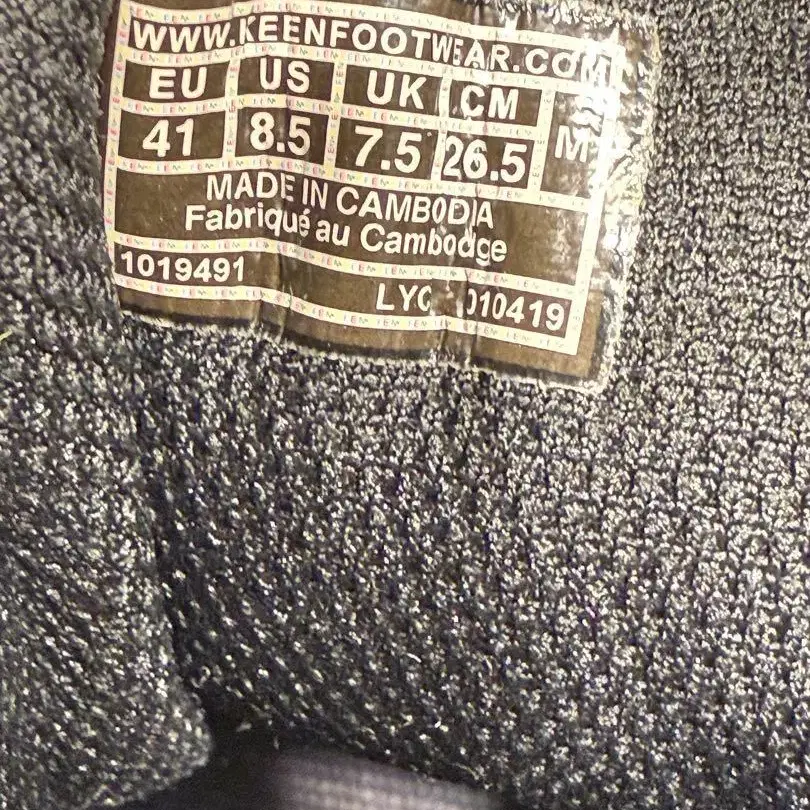 WWW.KEENFOOTWEAR.COM
EU US UK CM M
41 8.5 7.5 26.5
MADE IN CAMBODIA
Fabriqué au Cambodge
1019491
010419